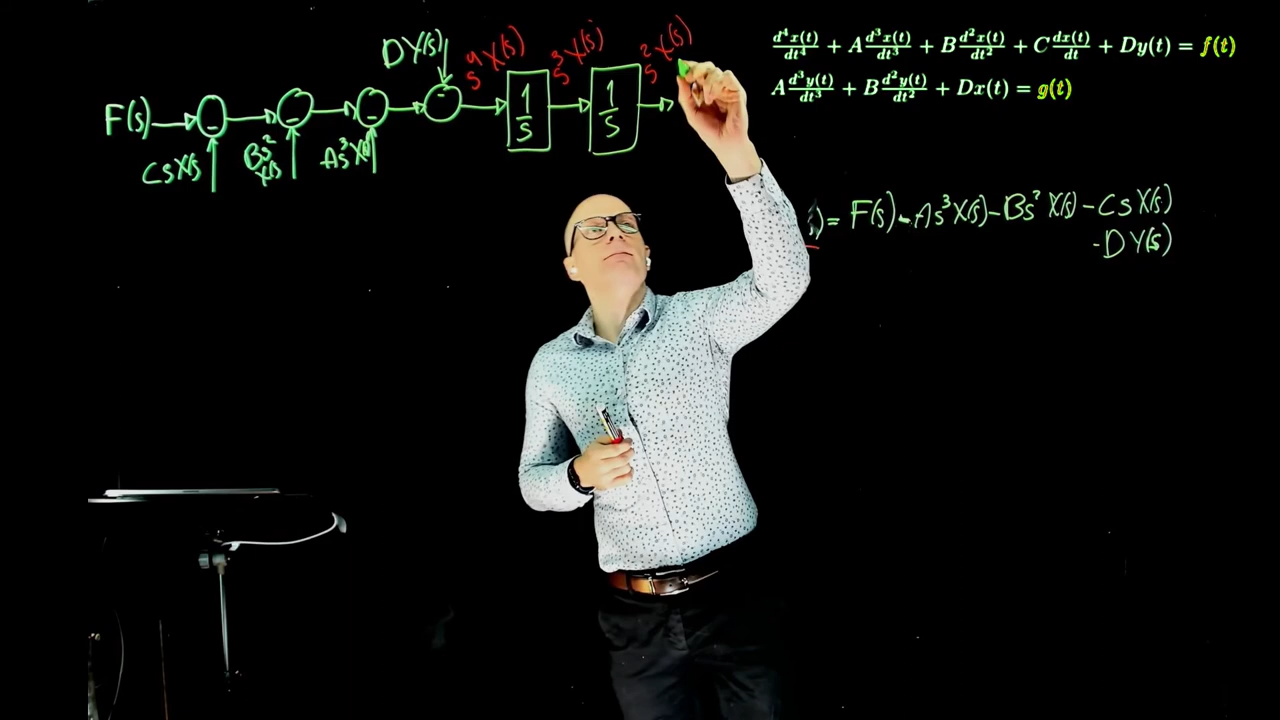 d⁴x(t)/dt⁴ + A d³x(t)/dt³ + B d²x(t)/dt² + C dx(t)/dt + Dy(t) = f(t)
A d³y(t)/dt³ + B d²y(t)/dt² + Dx(t) = g(t)
DY(s) s⁴X(s) s³X(s) s²X(s)
F(s) - - - - 1/s 1/s
CsX(s) Bs²X(s) As³X(s)
s) = F(s) - As³X(s) - Bs²X(s) - CsX(s)
- DY(s)